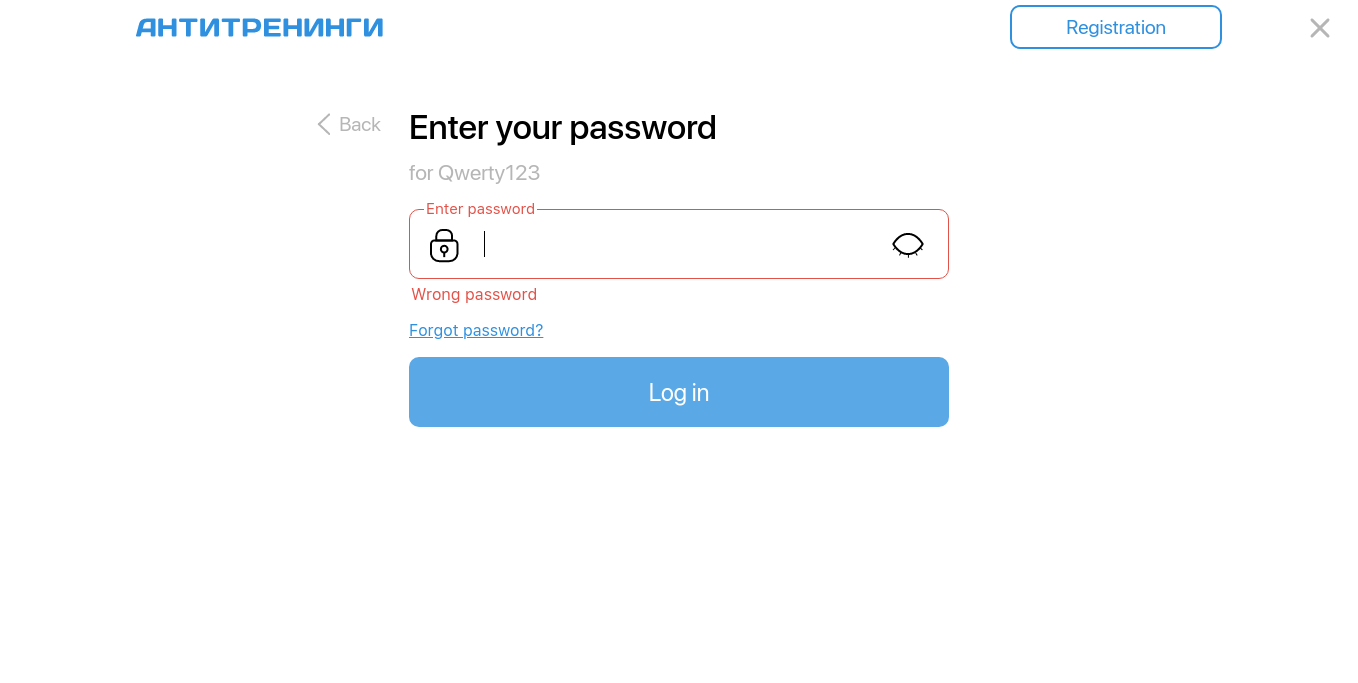 АНТИТРЕНИНГИ
Registration
Back
Enter your password
for Qwerty123
Enter password
Wrong password
Forgot password?
Log in